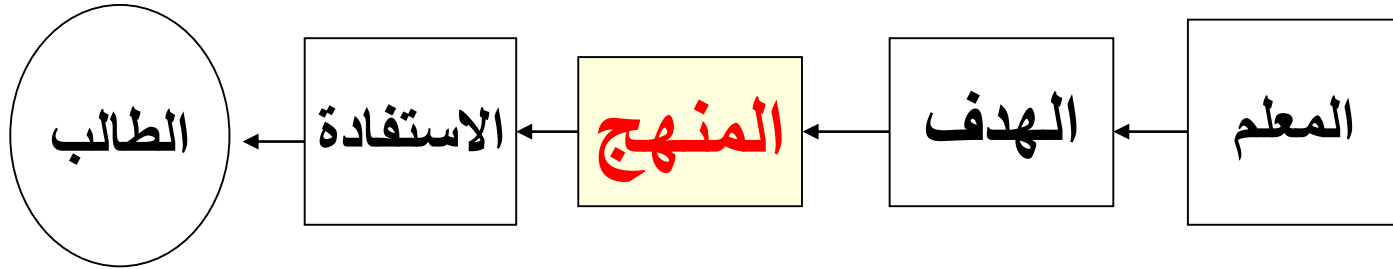 المعلم
الهدف
المنهج
الاستفادة
الطالب